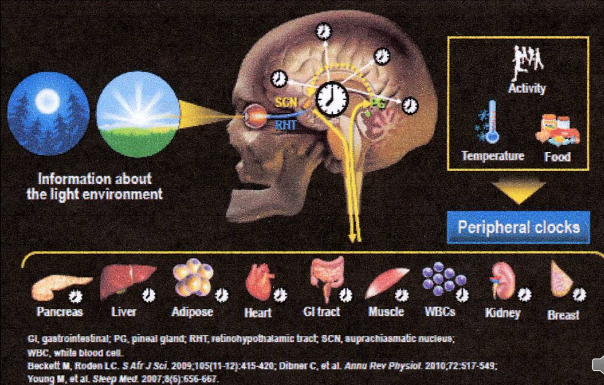 SCN
PG
RHT
Activity
Temperature
Food
Information about
the light environment
Peripheral clocks
Pancreas
Liver
Adipose
Heart
GI tract
Muscle
WBCs
Kidney
Breast
GI, gastrointestinal; PG, pineal gland; RHT, retinohypothalamic tract; SCN, suprachiasmatic nucleus;
WBC, while blood cell.
Beckett M, Roden LC. S Afr J Sci. 2009;105(11-12):415-420; Dibner C, et al. Annu Rev Physiol. 2010;72:517-549;
Young M, et al. Sleep Med. 2007;8(6):656-667.